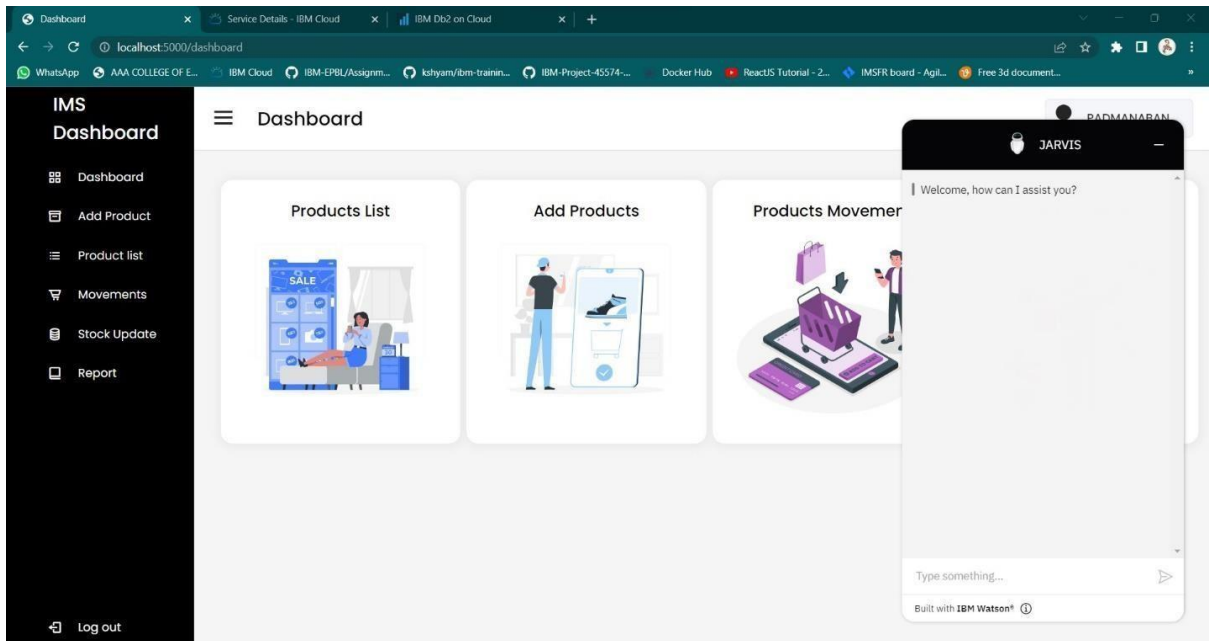 Dashboard
Service Details - IBM Cloud
IBM Db2 on Cloud
localhost:5000/dashboard
WhatsApp
AAA COLLEGE OF E...
IBM Cloud
IBM-EPBL/Assignm...
kshyam/ibm-trainin...
IBM-Project-45574-...
Docker Hub
ReactJS Tutorial - 2...
IMSFR board - Agil...
Free 3d document...
IMS
Dashboard
Dashboard
Add Product
Product list
Movements
Stock Update
Report
Log out
Dashboard
PADMANABAN
Products List
SALE
Add Products
Products Movemen
JARVIS
Welcome, how can I assist you?
Type something...
Built with IBM Watson®